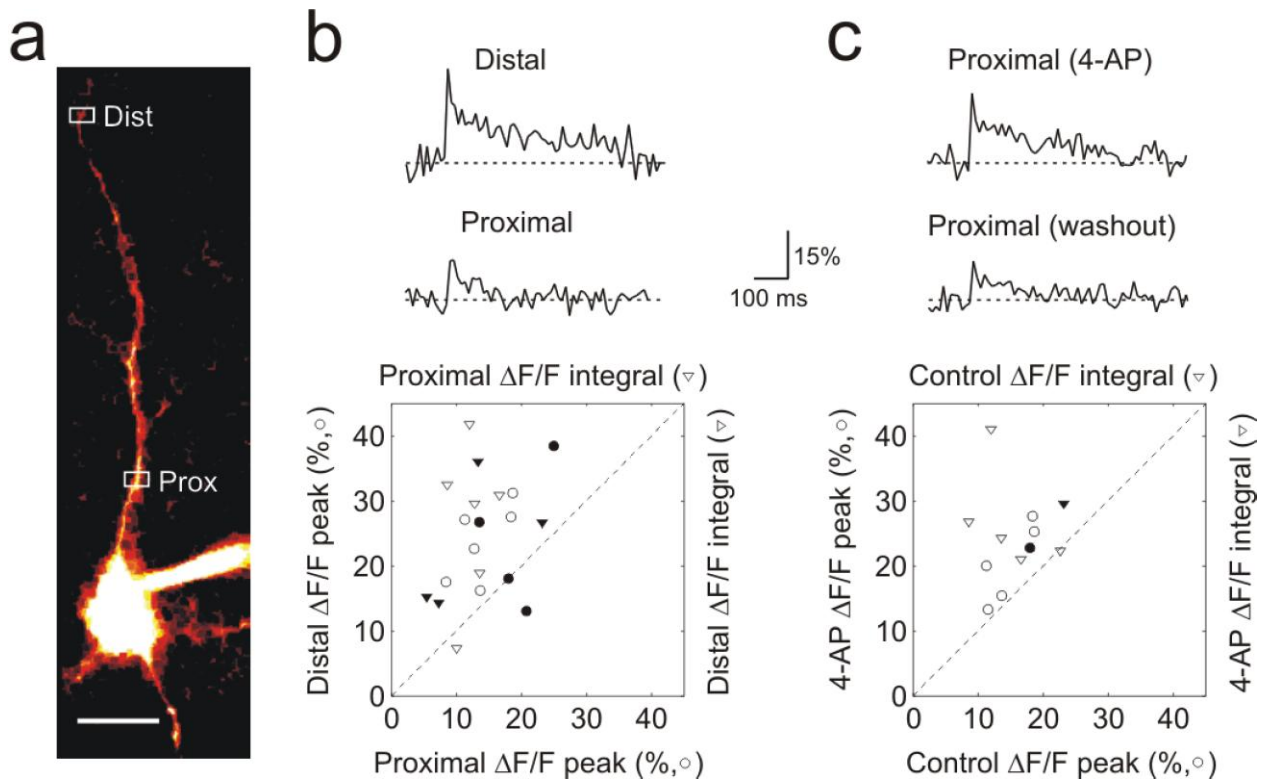 a
Dist
Prox
b
Distal
Proximal
15%
100 ms
Proximal ΔF/F integral (▿)
Distal ΔF/F peak (%,○)
40
30
20
10
0
0 10 20 30 40
Distal ΔF/F integral (▿)
Proximal ΔF/F peak (%,○)
c
Proximal (4-AP)
Proximal (washout)
Control ΔF/F integral (▿)
4-AP ΔF/F peak (%,○)
40
30
20
10
0
0 10 20 30 40
4-AP ΔF/F integral (▿)
Control ΔF/F peak (%,○)